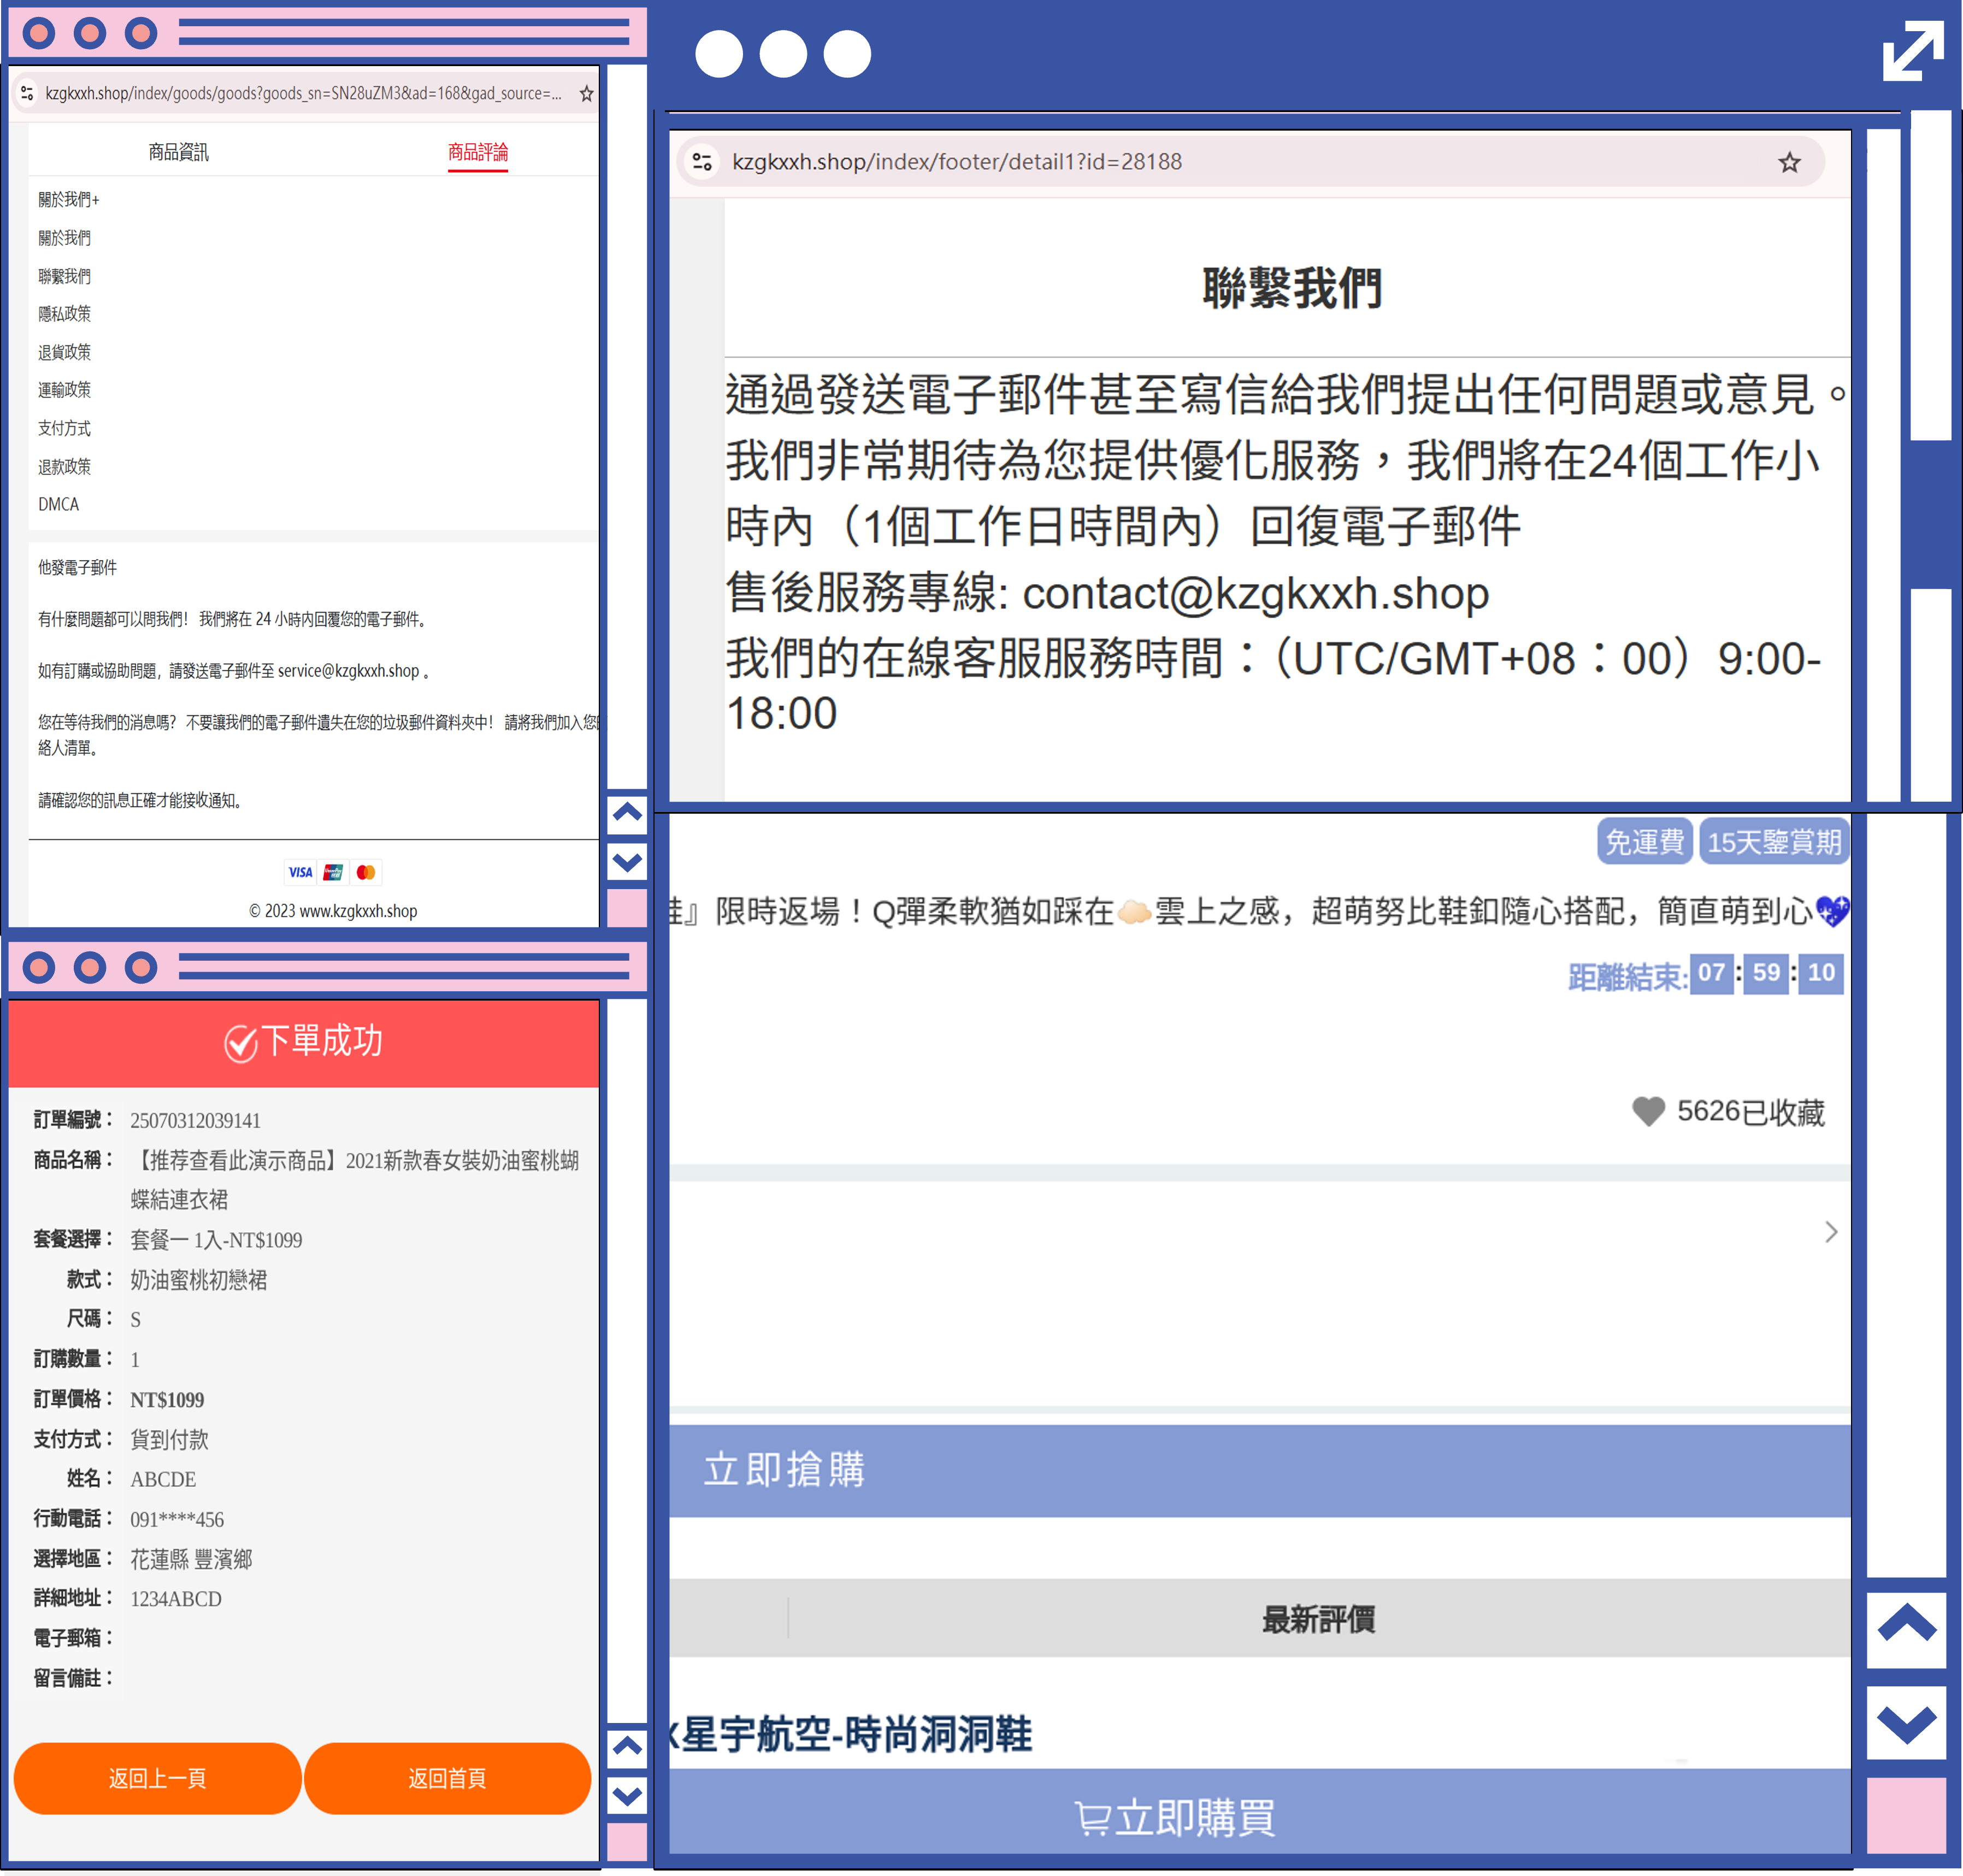 kzgkxxh.shop/index/goods/goods?goods_sn=SN28uZM3&ad=168&gad_source=...
商品資訊 商品評論
關於我們+
關於我們
聯繫我們
隱私政策
退貨政策
運輸政策
支付方式
退款政策
DMCA
他發電子郵件
有什麼問題都可以問我們！ 我們將在 24 小時內回覆您的電子郵件。
如有訂購或協助問題，請發送電子郵件至 service@kzgkxxh.shop 。
您在等待我們的消息嗎？ 不要讓我們的電子郵件遺失在您的垃圾郵件資料夾中！ 請將我們加入您
絡人清單。
請確認您的訊息正確才能接收通知。
VISA
© 2023 www.kzgkxxh.shop
kzgkxxh.shop/index/footer/detail1?id=28188
聯繫我們
通過發送電子郵件甚至寫信給我們提出任何問題或意見。
我們非常期待為您提供優化服務，我們將在24個工作小
時內（1個工作日時間內）回復電子郵件
售後服務專線: contact@kzgkxxh.shop
我們的在線客服服務時間：（UTC/GMT+08：00）9:00-
18:00
下單成功
訂單編號： 25070312039141
商品名稱： 【推荐查看此演示商品】2021新款春女裝奶油蜜桃蝴
蝶結連衣裙
套餐選擇： 套餐一 1入-NT$1099
款式： 奶油蜜桃初戀裙
尺碼： S
訂購數量： 1
訂單價格： NT$1099
支付方式： 貨到付款
姓名： ABCDE
行動電話： 091****456
選擇地區： 花蓮縣 豐濱鄉
詳細地址： 1234ABCD
電子郵箱：
留言備註：
返回上一頁 返回首頁
免運費 15天鑒賞期
』限時返場！Q彈柔軟猶如踩在☁️雲上之感，超萌努比鞋釦隨心搭配，簡直萌到心💖
距離結束: 07 : 59 : 10
5626已收藏
立即搶購
最新評價
星宇航空-時尚洞洞鞋
立即購買